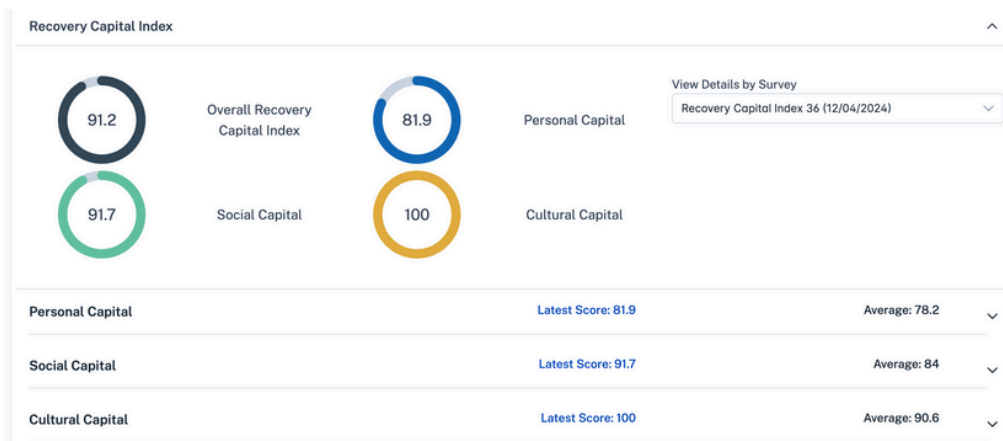 Recovery Capital Index
91.2
Overall Recovery
Capital Index
81.9
Personal Capital
View Details by Survey
Recovery Capital Index 36 (12/04/2024)
91.7
Social Capital
100
Cultural Capital
Personal Capital
Latest Score: 81.9
Average: 78.2
Social Capital
Latest Score: 91.7
Average: 84
Cultural Capital
Latest Score: 100
Average: 90.6